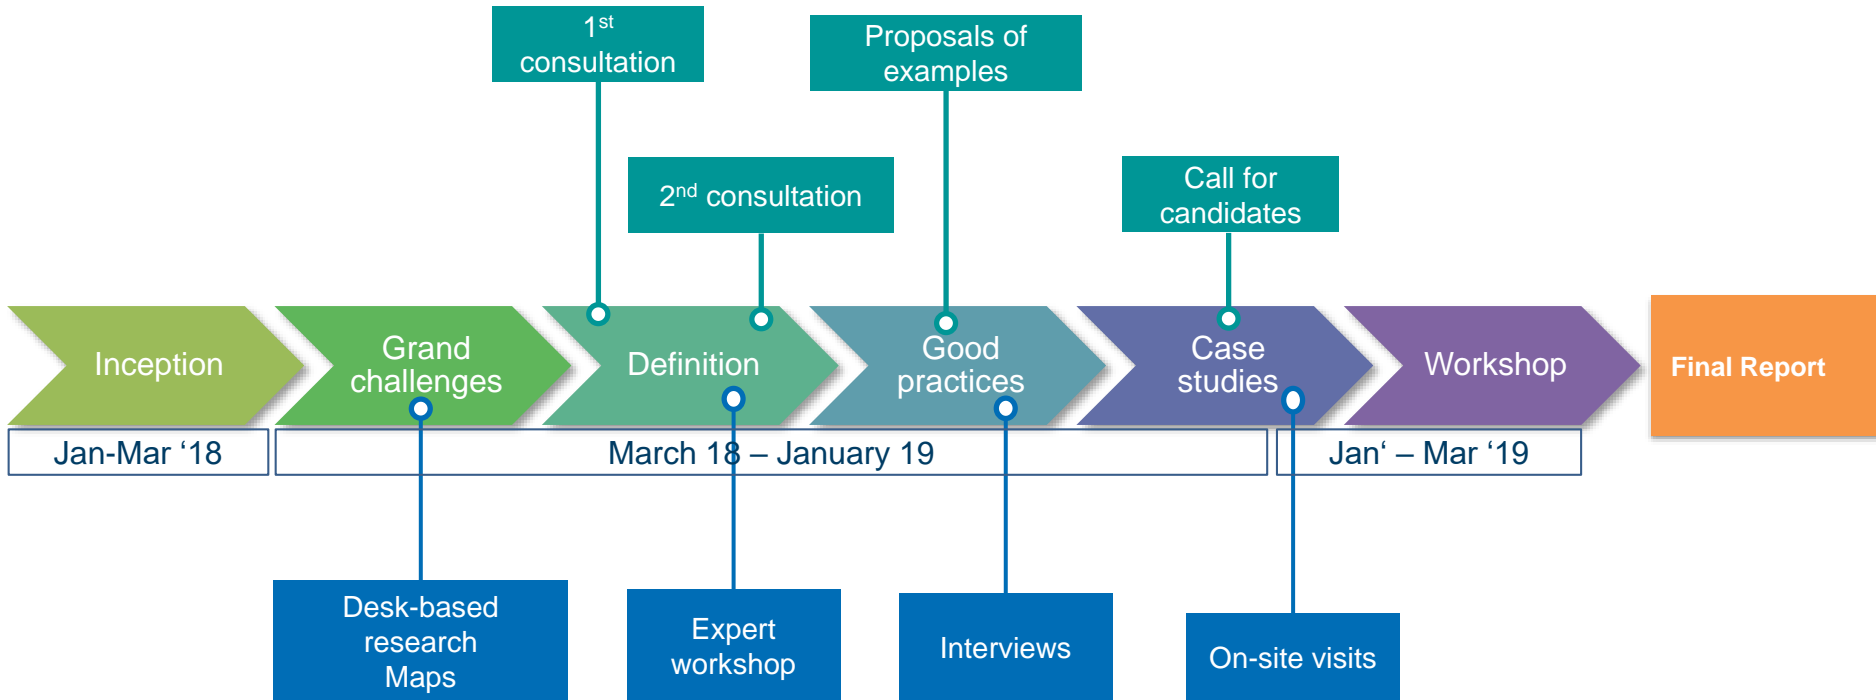 1st
consultation
Proposals of
examples
2nd consultation
Call for
candidates
Inception
Grand
challenges
Definition
Good
practices
Case
studies
Workshop
Final Report
Jan-Mar ‘18
March 18 – January 19
Jan‘ – Mar ‘19
Desk-based
research
Maps
Expert
workshop
Interviews
On-site visits